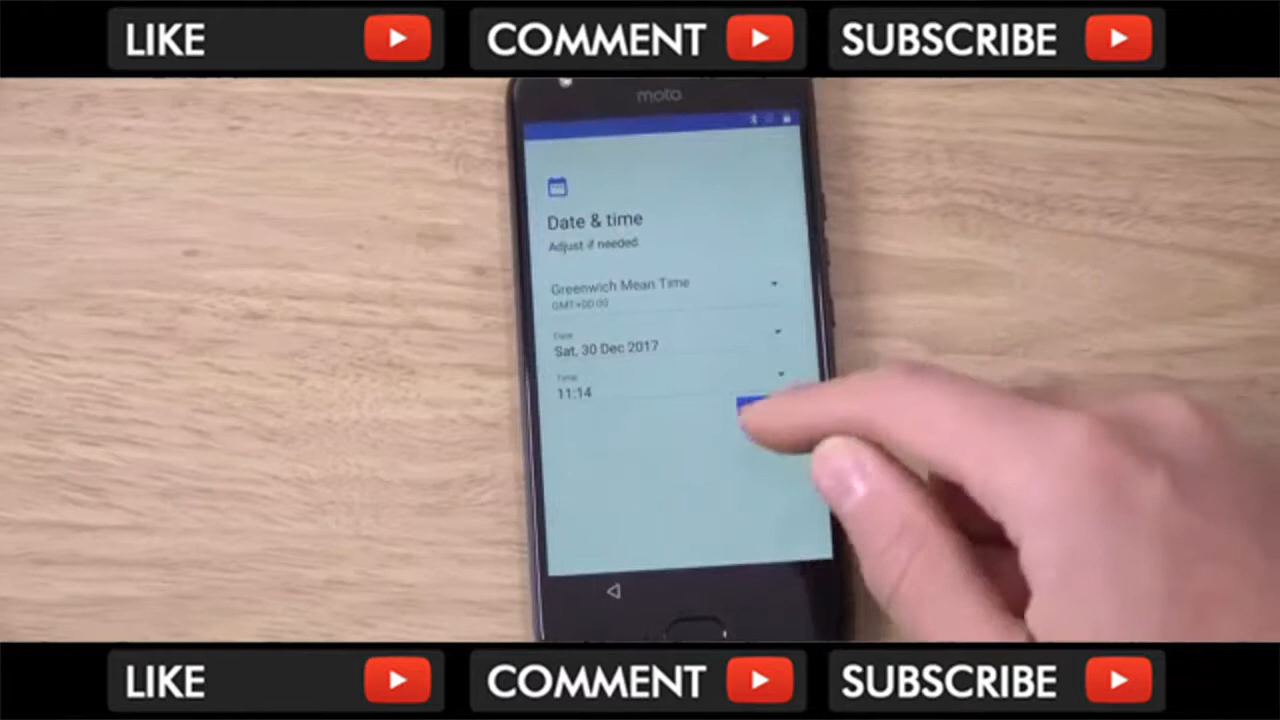 LIKE COMMENT SUBSCRIBE
moto
Date & time
Adjust if needed.
Greenwich Mean Time
GMT+00:00
Date
Sat, 30 Dec 2017
Time
11:14
LIKE COMMENT SUBSCRIBE